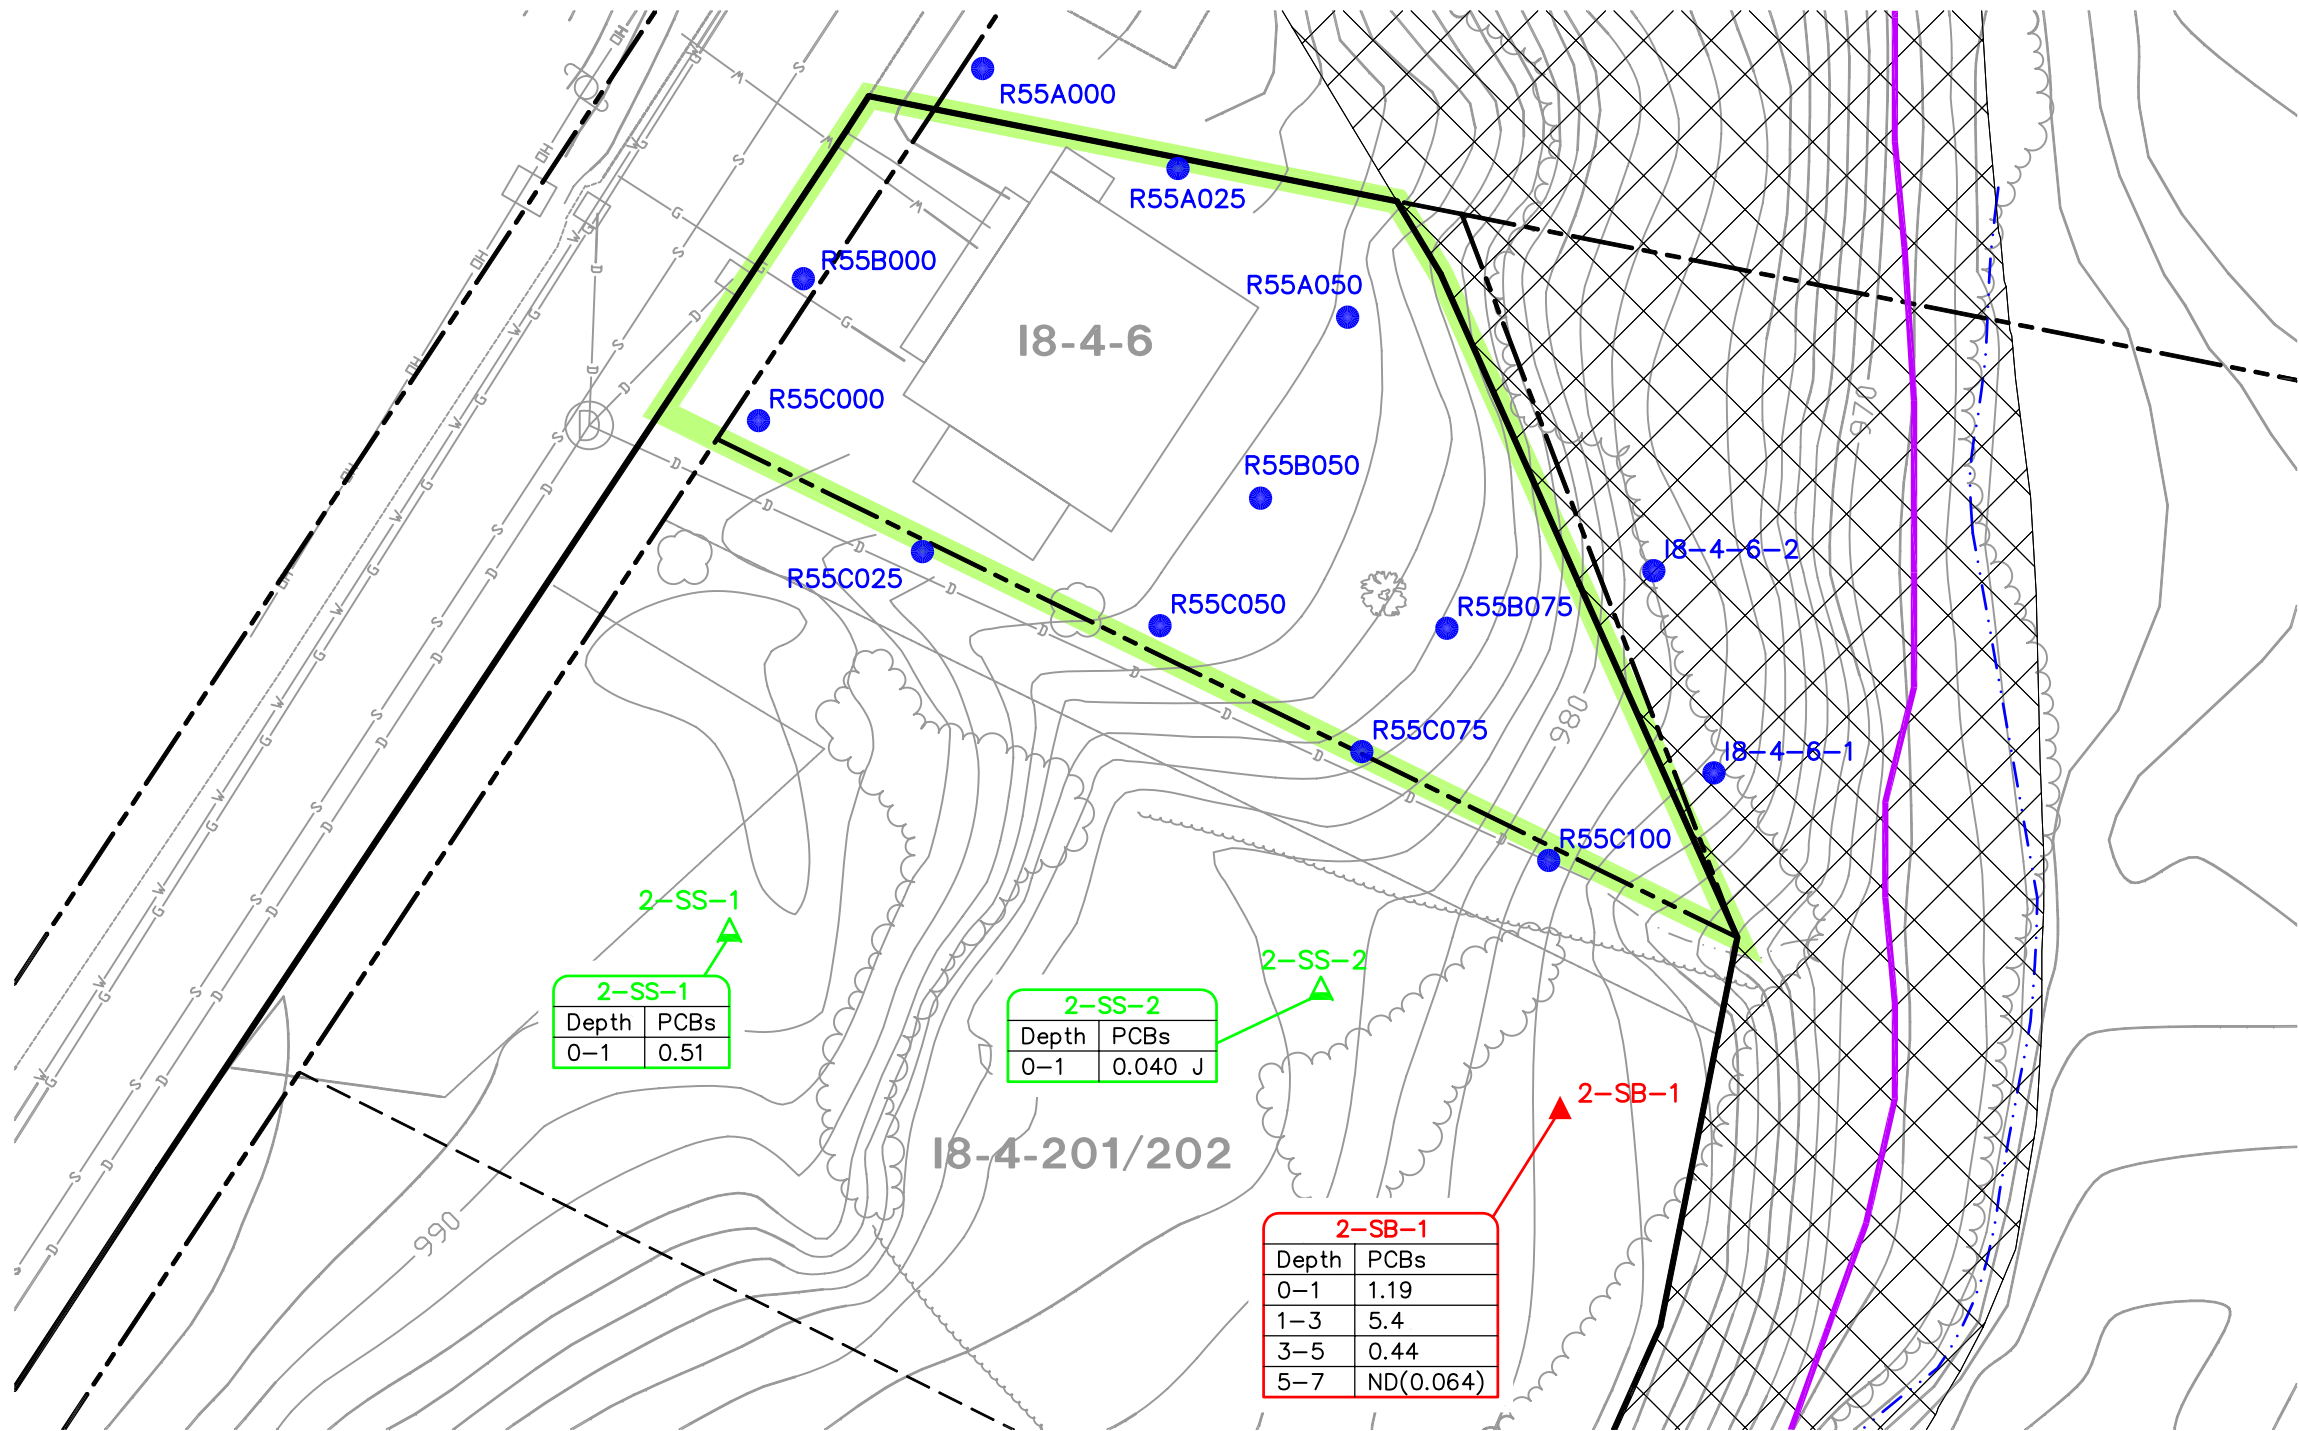 R55A000
R55A025
R55B000
R55A050
I8-4-6
970
R55C000
R55B050
I8-4-6-2
R55C025
R55C050
R55B075
980
R55C075
I8-4-6-1
R55C100
2-SS-1
2-SS-1
Depth PCBs
0-1 0.51
2-SS-2
2-SS-2
Depth PCBs
0-1 0.040 J
2-SB-1
I8-4-201/202
990
2-SB-1
Depth PCBs
0-1 1.19
1-3 5.4
3-5 0.44
5-7 ND(0.064)